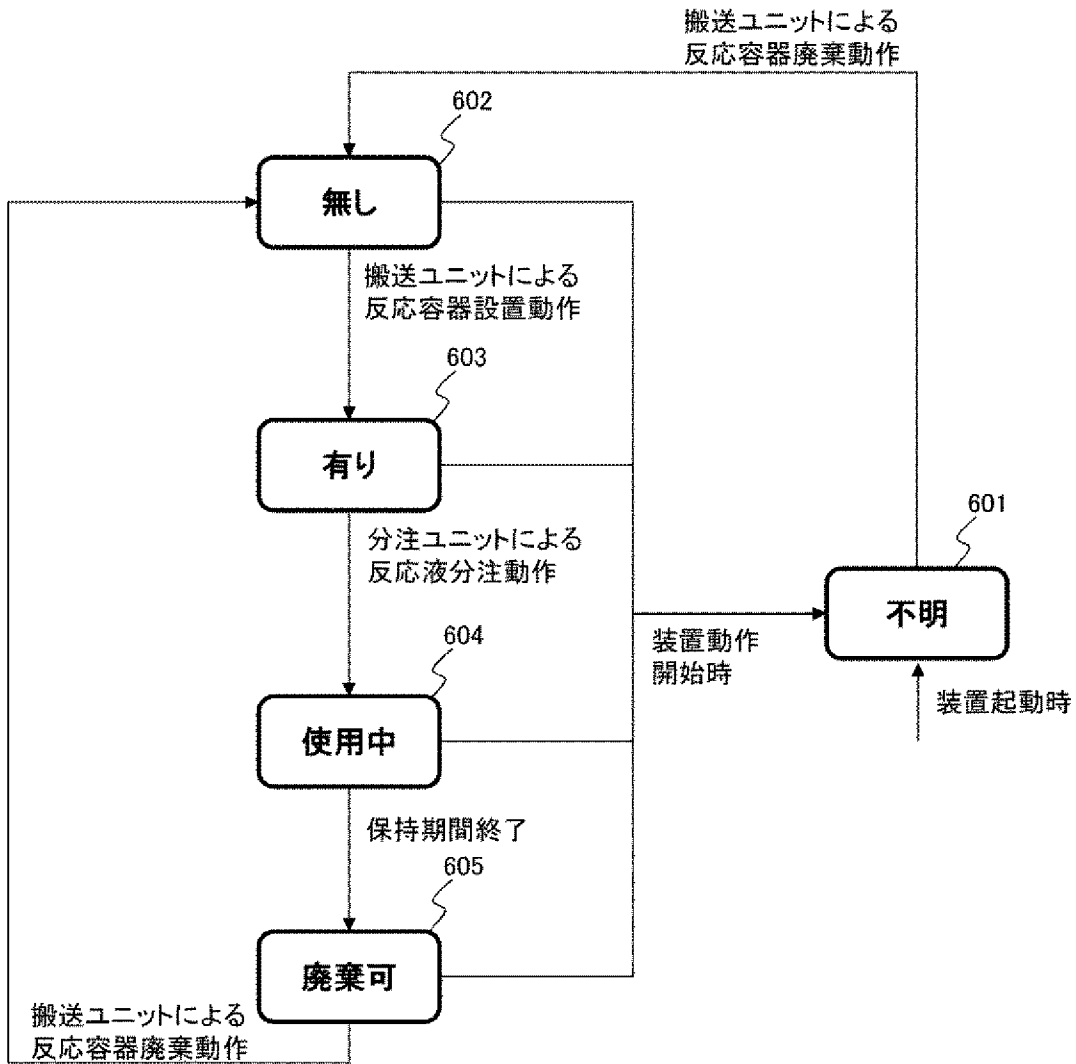 搬送ユニットによる
反応容器廃棄動作
602
無し
搬送ユニットによる
反応容器設置動作
603
有り
分注ユニットによる
反応液分注動作
601
不明
装置動作
開始時
装置起動時
604
使用中
保持期間終了
605
廃棄可
搬送ユニットによる
反応容器廃棄動作